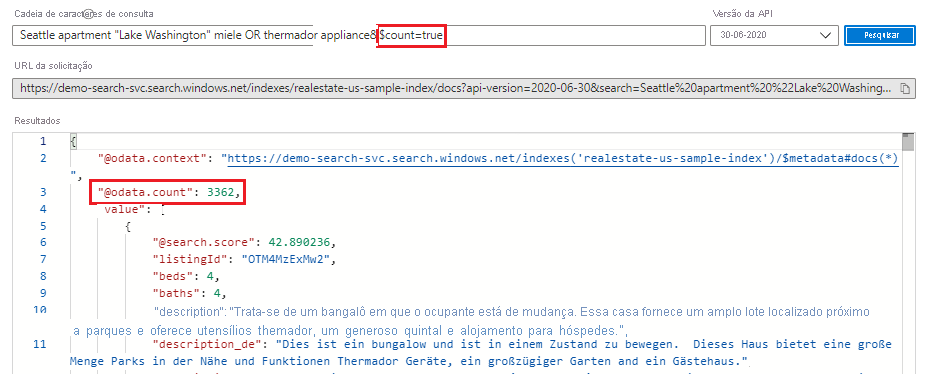 Cadeia de caracteres de consulta
Versão da API
Seattle apartment "Lake Washington" miele OR thermador appliance&$count=true
30-06-2020
Pesquisar
URL da solicitação
https://demo-search-svc.search.windows.net/indexes/realestate-us-sample-index/docs?api-version=2020-06-30&search=Seattle%20apartment%20%22Lake%20Washing...
Resultados
1 {
2 "@odata.context": "https://demo-search-svc.search.windows.net/indexes('realestate-us-sample-index')/$metadata#docs(*)
",
3 "@odata.count": 3362,
4 value": [
5 {
6 "@search.score": 42.890236,
7 "listingId": "OTM4MzExMw2",
8 "beds": 4,
9 "baths": 4,
10 "description": "Trata-se de um bangalô em que o ocupante está de mudança. Essa casa fornece um amplo lote localizado próximo
a parques e oferece utensílios themador, um generoso quintal e alojamento para hóspedes.",
11 "description_de": "Dies ist ein bungalow und ist in einem Zustand zu bewegen.  Dieses Haus bietet eine große
Menge Parks in der Nähe und Funktionen Thermador Geräte, ein großzügiger Garten and ein Gästehaus."